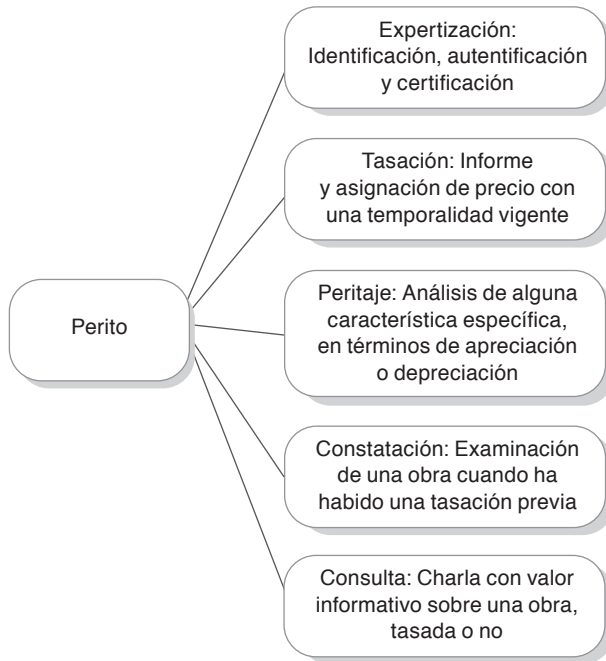 Expertización:
Identificación, autentificación
y certificación
Tasación: Informe
y asignación de precio con
una temporalidad vigente
Perito
Peritaje: Análisis de alguna
característica específica,
en términos de apreciación
o depreciación
Constatación: Examinación
de una obra cuando ha
habido una tasación previa
Consulta: Charla con valor
informativo sobre una obra,
tasada o no